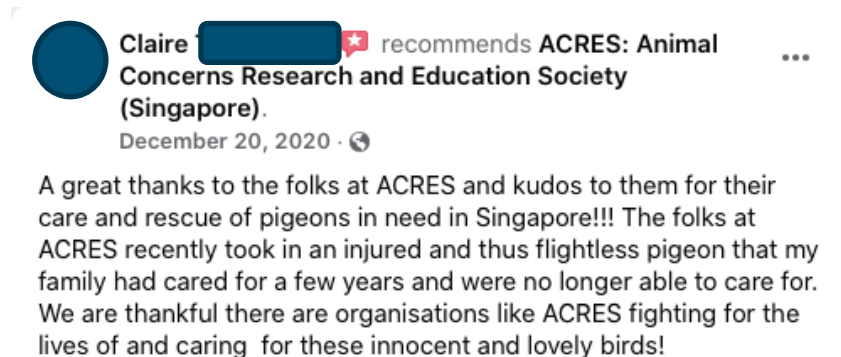 Claire recommends ACRES: Animal
Concerns Research and Education Society
(Singapore).
December 20, 2020 ·
A great thanks to the folks at ACRES and kudos to them for their
care and rescue of pigeons in need in Singapore!!! The folks at
ACRES recently took in an injured and thus flightless pigeon that my
family had cared for a few years and were no longer able to care for.
We are thankful there are organisations like ACRES fighting for the
lives of and caring  for these innocent and lovely birds!